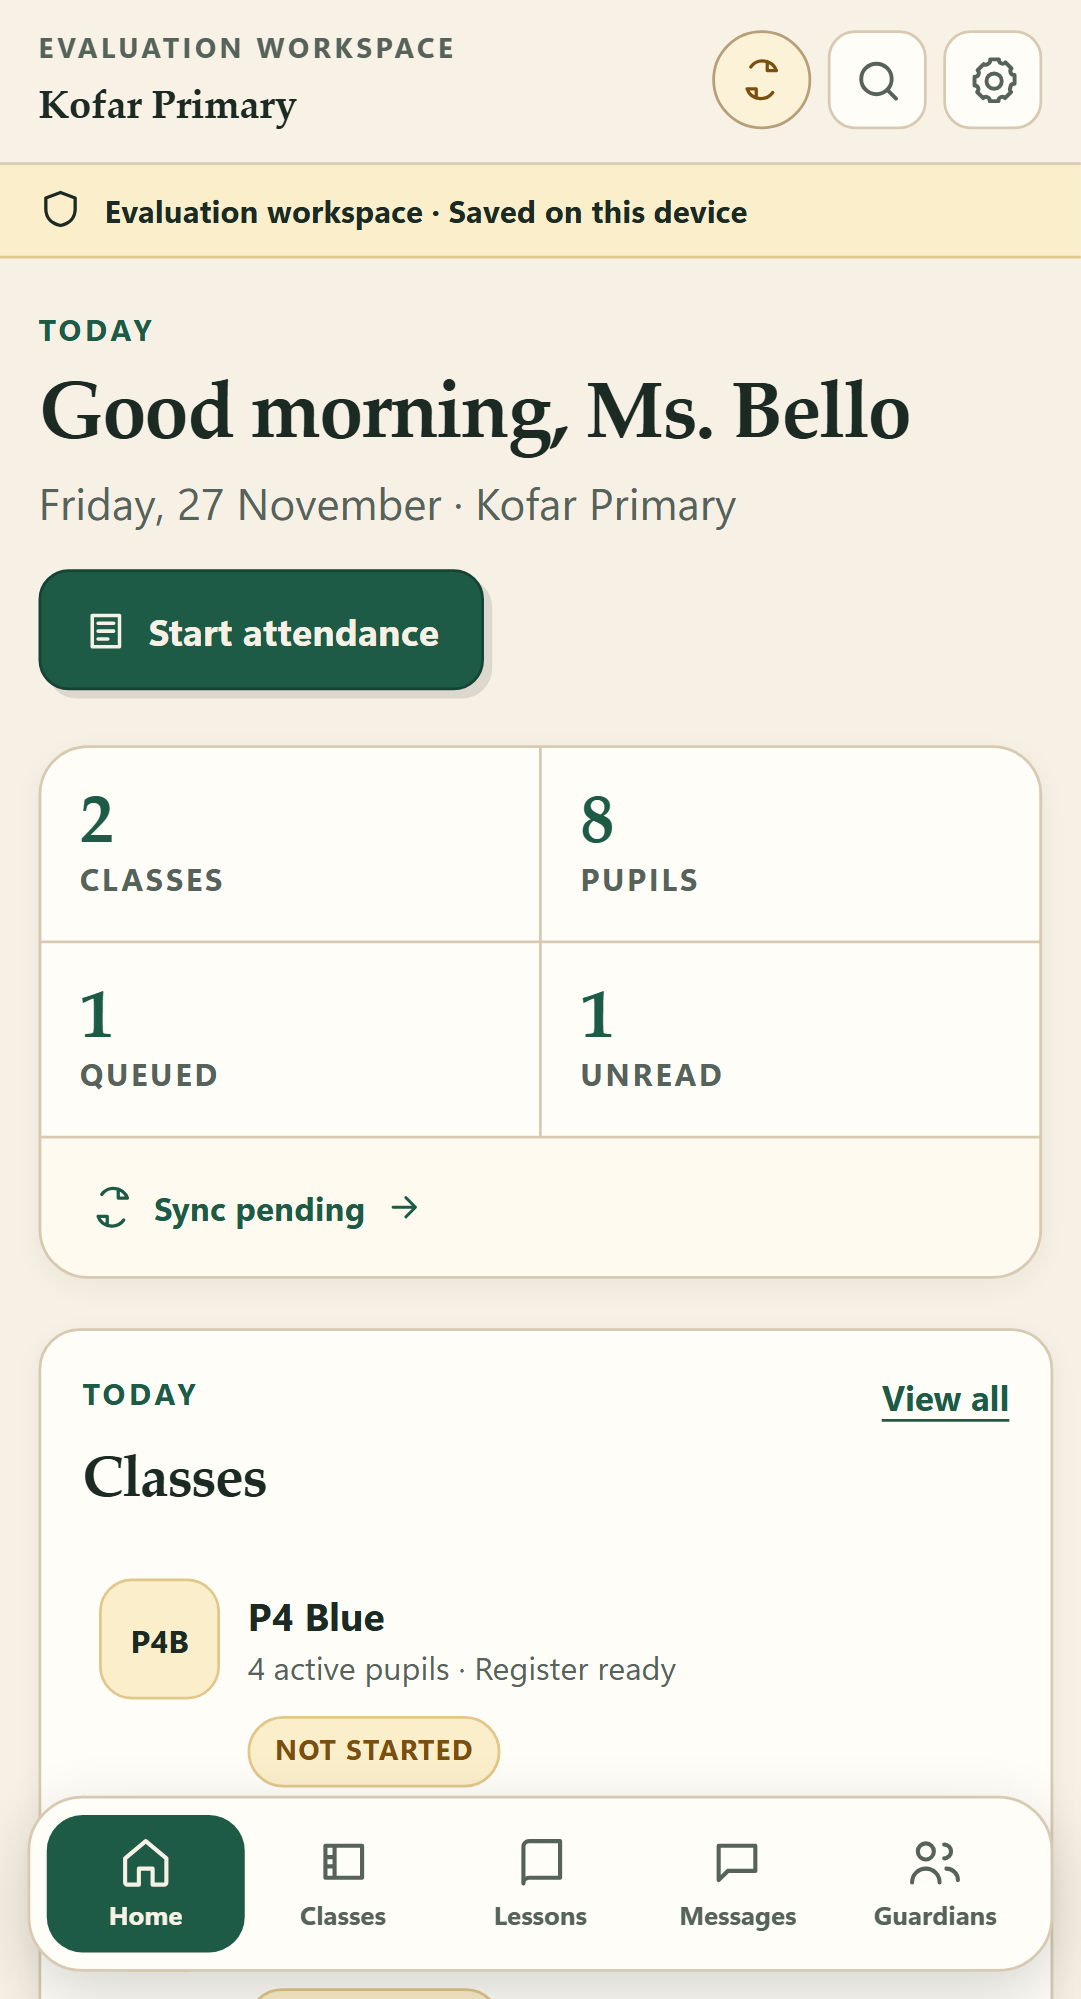 EVALUATION WORKSPACE
Kofar Primary
Evaluation workspace · Saved on this device
TODAY
Good morning, Ms. Bello
Friday, 27 November · Kofar Primary
Start attendance
2
CLASSES
8
PUPILS
1
QUEUED
1
UNREAD
Sync pending
TODAY
View all
Classes
P4B
P4 Blue
4 active pupils · Register ready
NOT STARTED
Home
Classes
Lessons
Messages
Guardians